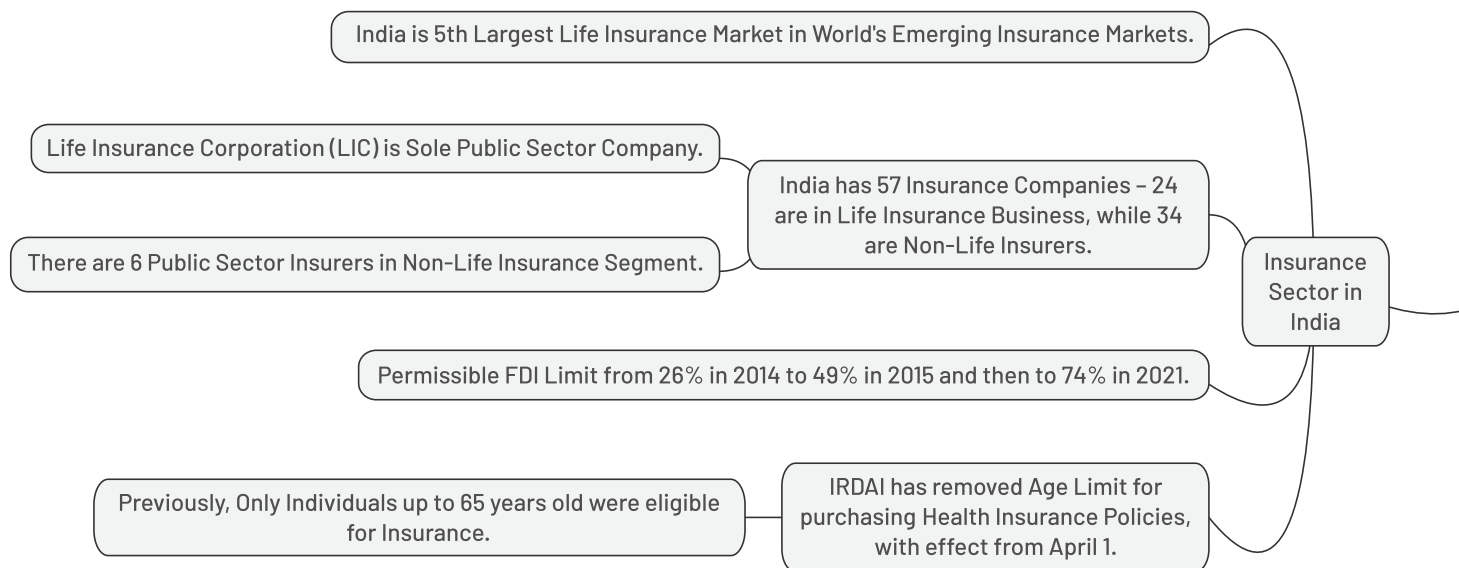 India is 5th Largest Life Insurance Market in World's Emerging Insurance Markets.
Life Insurance Corporation (LIC) is Sole Public Sector Company.
India has 57 Insurance Companies – 24
are in Life Insurance Business, while 34
are Non-Life Insurers.
There are 6 Public Sector Insurers in Non-Life Insurance Segment.
Insurance
Sector in
India
Permissible FDI Limit from 26% in 2014 to 49% in 2015 and then to 74% in 2021.
Previously, Only Individuals up to 65 years old were eligible
for Insurance.
IRDAI has removed Age Limit for
purchasing Health Insurance Policies,
with effect from April 1.